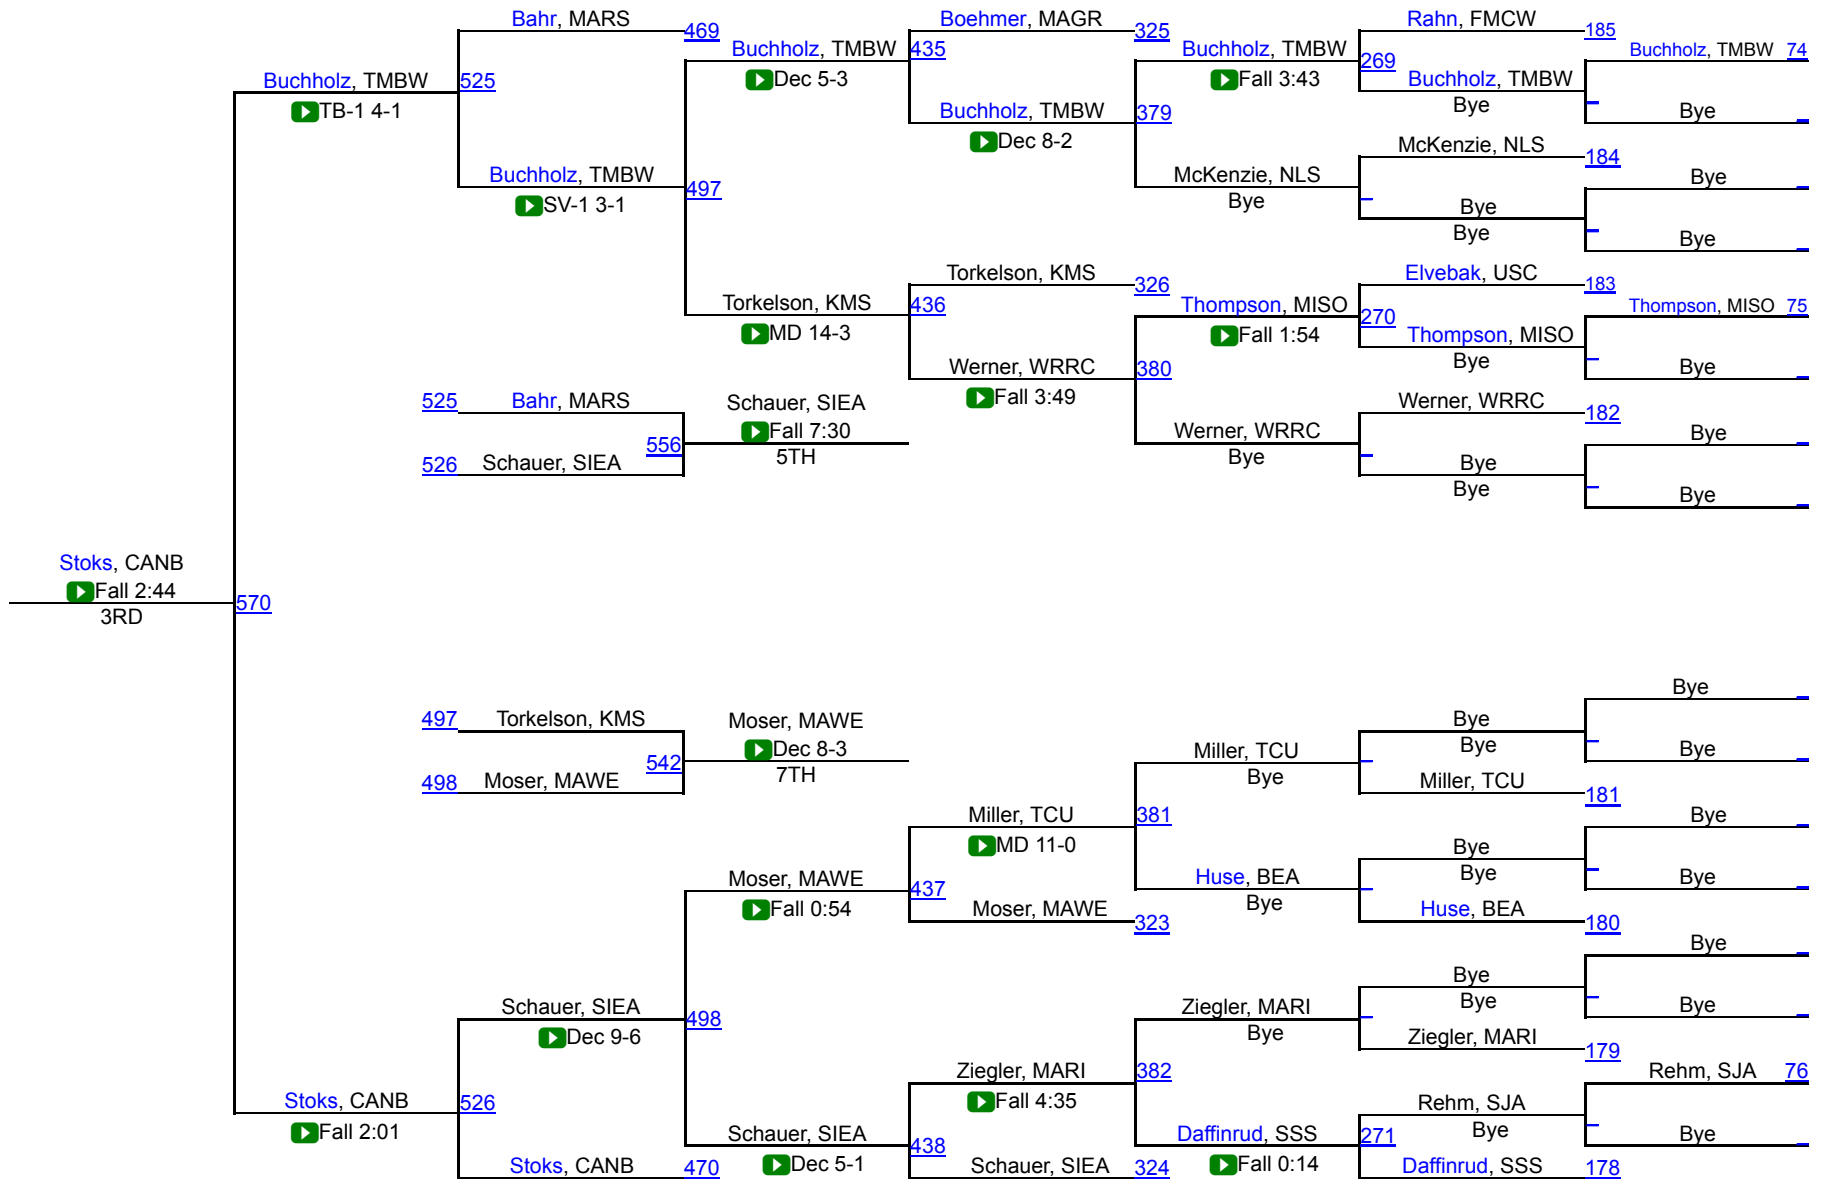 Bahr, MARS
469
Boehmer, MAGR
325
Rahn, FMCW
185
Buchholz, TMBW
525
TB-1 4-1
Buchholz, TMBW
435
Dec 5-3
Buchholz, TMBW
269
Fall 3:43
Buchholz, TMBW 74
Buchholz, TMBW
Bye
Bye
Buchholz, TMBW
379
Dec 8-2
McKenzie, NLS
184
Buchholz, TMBW
497
SV-1 3-1
McKenzie, NLS
Bye
Bye
Bye
Bye
Bye
Torkelson, KMS
326
Elvebak, USC
183
Torkelson, KMS
436
MD 14-3
Thompson, MISO
270
Fall 1:54
Thompson, MISO 75
Thompson, MISO
Bye
Bye
Werner, WRRC
380
Fall 3:49
525
Bahr, MARS
Schauer, SIEA
Fall 7:30
5TH
556
526
Schauer, SIEA
Werner, WRRC
182
Werner, WRRC
Bye
Bye
Bye
Bye
Bye
Stoks, CANB
Fall 2:44
3RD
570
Bye
497
Torkelson, KMS
Moser, MAWE
Dec 8-3
7TH
542
498
Moser, MAWE
Bye
Bye
Bye
Miller, TCU
Bye
Miller, TCU
181
Miller, TCU
381
MD 11-0
Bye
Bye
Bye
Bye
Moser, MAWE
437
Fall 0:54
Huse, BEA
Bye
Moser, MAWE
323
Huse, BEA
180
Bye
Bye
Bye
Bye
Schauer, SIEA
498
Dec 9-6
Ziegler, MARI
Bye
Ziegler, MARI
179
Ziegler, MARI
382
Fall 4:35
Rehm, SJA 76
Stoks, CANB
526
Fall 2:01
Rehm, SJA
Bye
Bye
Schauer, SIEA
438
Dec 5-1
Daffinrud, SSS
271
Fall 0:14
Stoks, CANB
470
Schauer, SIEA
324
Daffinrud, SSS
178